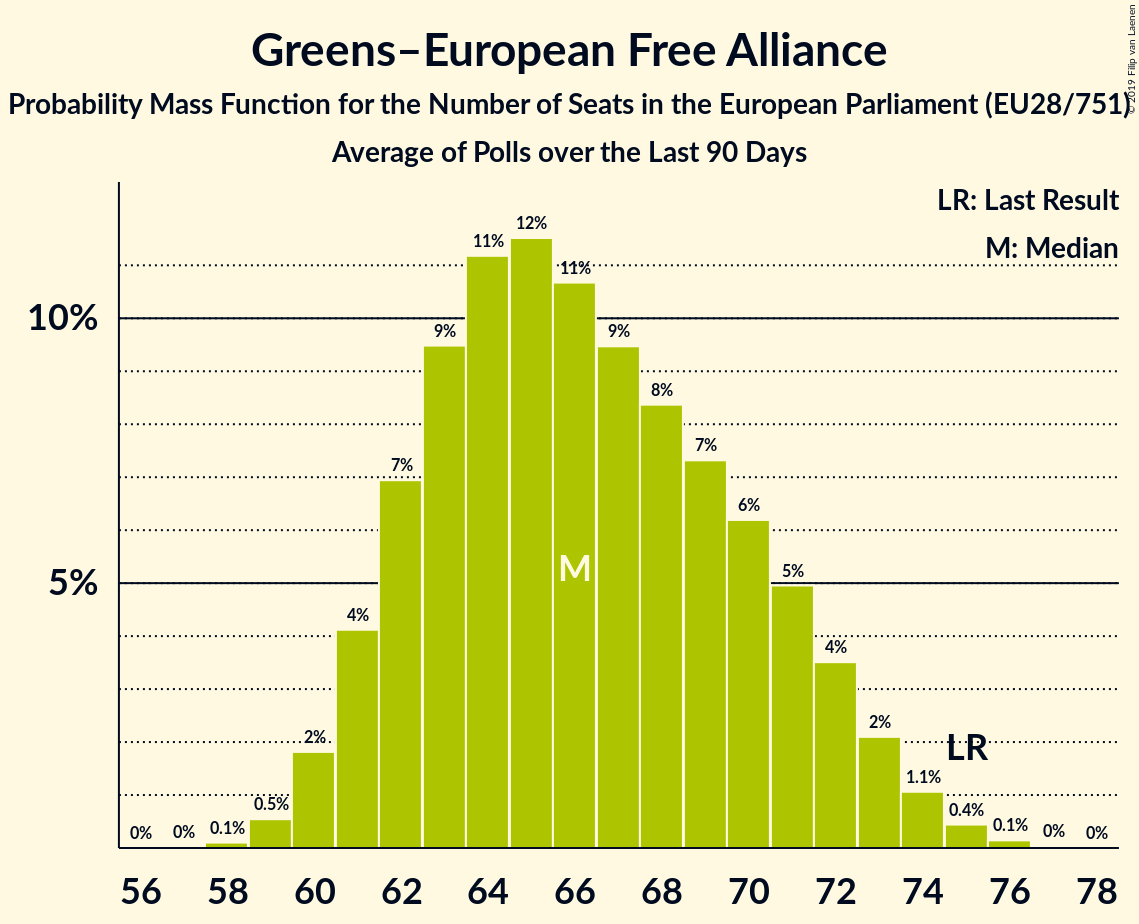 Greens–European Free Alliance
Probability Mass Function for the Number of Seats in the European Parliament (EU28/751)
Average of Polls over the Last 90 Days
© 2019 Filip van Laenen
LR: Last Result
M: Median
10%
5%
0%
0%
0.1%
0.5%
2%
4%
7%
9%
11%
12%
11%
9%
8%
7%
6%
5%
4%
2%
1.1%
0.4%
0.1%
0%
0%
M
LR
56 58 60 62 64 66 68 70 72 74 76 78